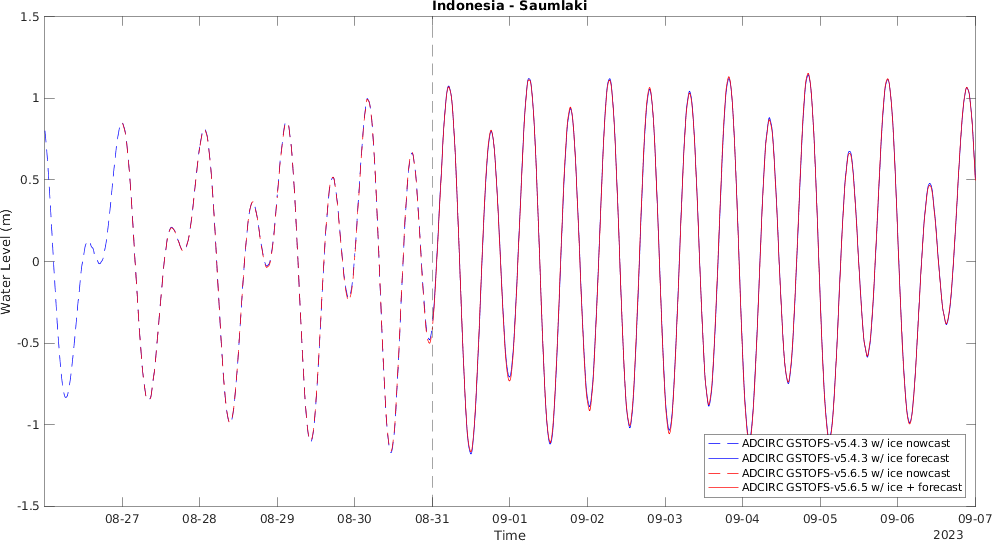 Indonesia - Saumlaki
1.5
1
0.5
0
-0.5
-1
-1.5
Water Level (m)
08-27 08-28 08-29 08-30 08-31 09-01 09-02 09-03 09-04 09-05 09-06 09-07
Time
2023
ADCIRC GSTOFS-v5.4.3 w/ ice nowcast
ADCIRC GSTOFS-v5.4.3 w/ ice forecast
ADCIRC GSTOFS-v5.6.5 w/ ice nowcast
ADCIRC GSTOFS-v5.6.5 w/ ice + forecast